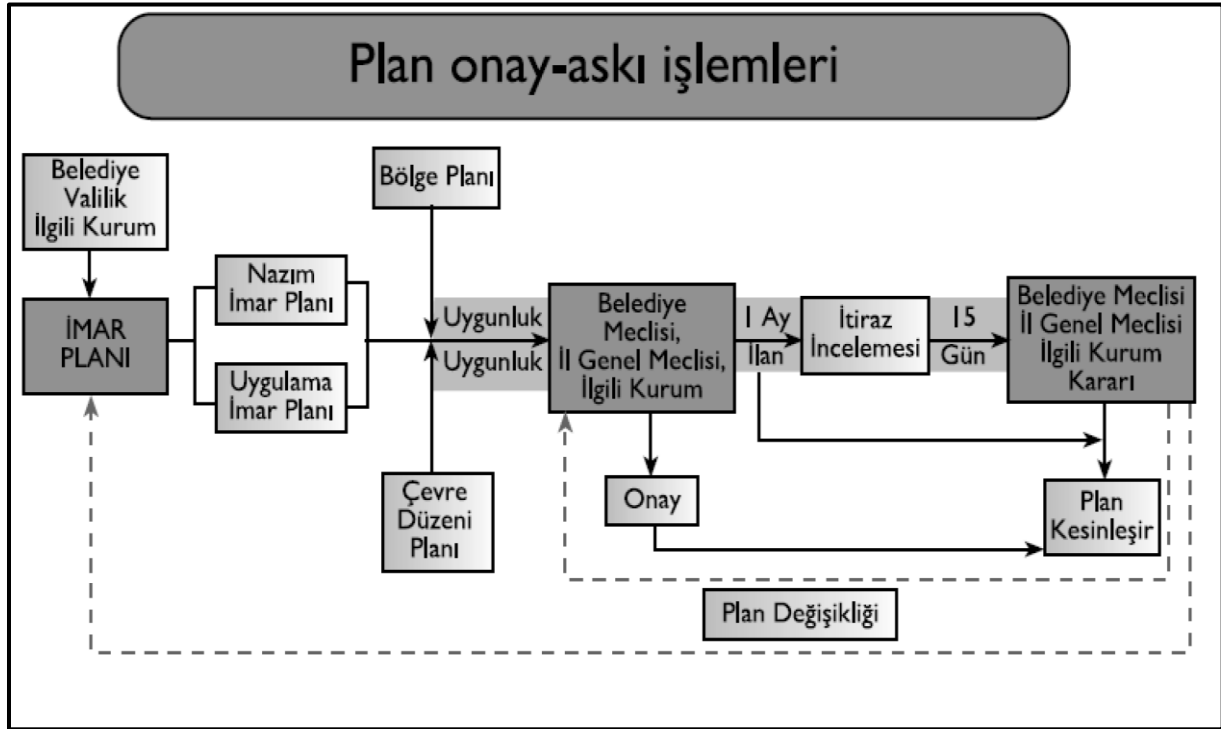 Plan onay-askı işlemleri
Belediye
Valilik
İlgili Kurum
İMAR
PLANI
Nazım
İmar Planı
Uygulama
İmar Planı
Bölge Planı
Uygunluk
Uygunluk
Çevre
Düzeni
Planı
Belediye
Meclisi,
İl Genel Meclisi,
İlgili Kurum
Onay
1 Ay
İlan
İtiraz
İncelemesi
15
Gün
Belediye Meclisi
İl Genel Meclisi
İlgili Kurum
Kararı
Plan
Kesinleşir
Plan Değişikliği